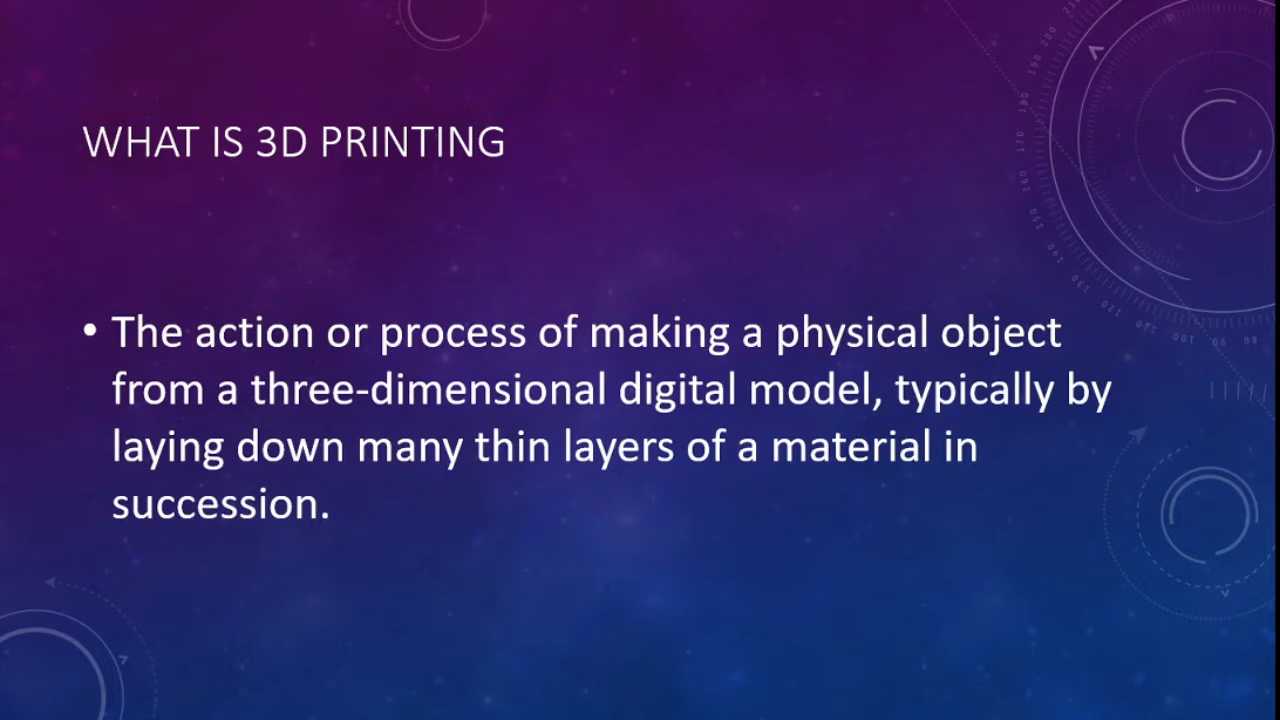 WHAT IS 3D PRINTING
• The action or process of making a physical object
from a three-dimensional digital model, typically by
laying down many thin layers of a material in
succession.